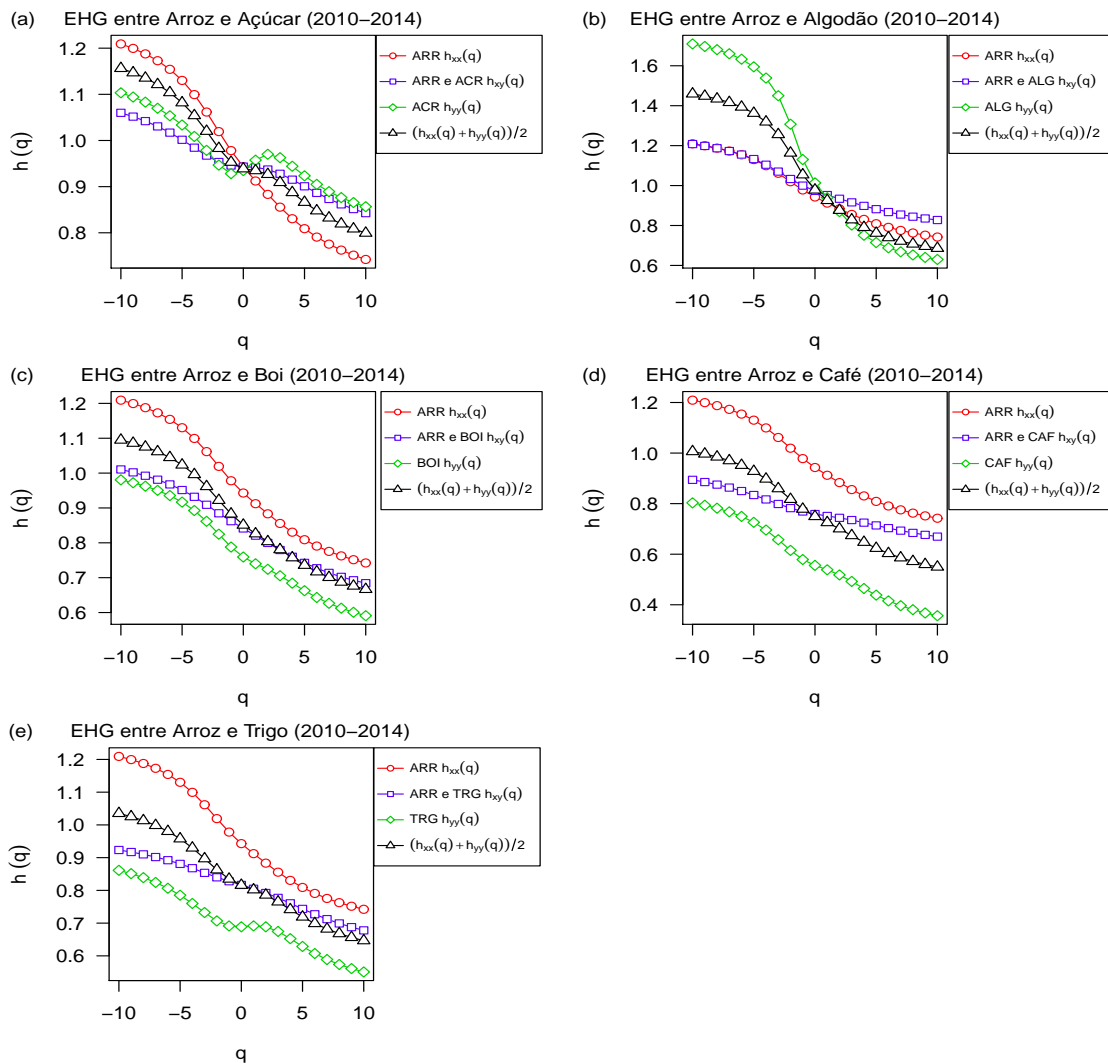 (a) EHG entre Arroz e Açúcar (2010−2014)
1.2
1.1
1.0
0.9
0.8
h (q)
−10 −5 0 5 10
q
ARR hxx(q)
ARR e ACR hxy(q)
ACR hyy(q)
(hxx(q)+hyy(q))/2
(b) EHG entre Arroz e Algodão (2010−2014)
1.6
1.4
1.2
1.0
0.8
0.6
h (q)
−10 −5 0 5 10
q
ARR hxx(q)
ARR e ALG hxy(q)
ALG hyy(q)
(hxx(q)+hyy(q))/2
(c) EHG entre Arroz e Boi (2010−2014)
1.2
1.1
1.0
0.9
0.8
0.7
0.6
h (q)
−10 −5 0 5 10
q
ARR hxx(q)
ARR e BOI hxy(q)
BOI hyy(q)
(hxx(q)+hyy(q))/2
(d) EHG entre Arroz e Café (2010−2014)
1.2
1.0
0.8
0.6
0.4
h (q)
−10 −5 0 5 10
q
ARR hxx(q)
ARR e CAF hxy(q)
CAF hyy(q)
(hxx(q)+hyy(q))/2
(e) EHG entre Arroz e Trigo (2010−2014)
1.2
1.1
1.0
0.9
0.8
0.7
0.6
h (q)
−10 −5 0 5 10
q
ARR hxx(q)
ARR e TRG hxy(q)
TRG hyy(q)
(hxx(q)+hyy(q))/2